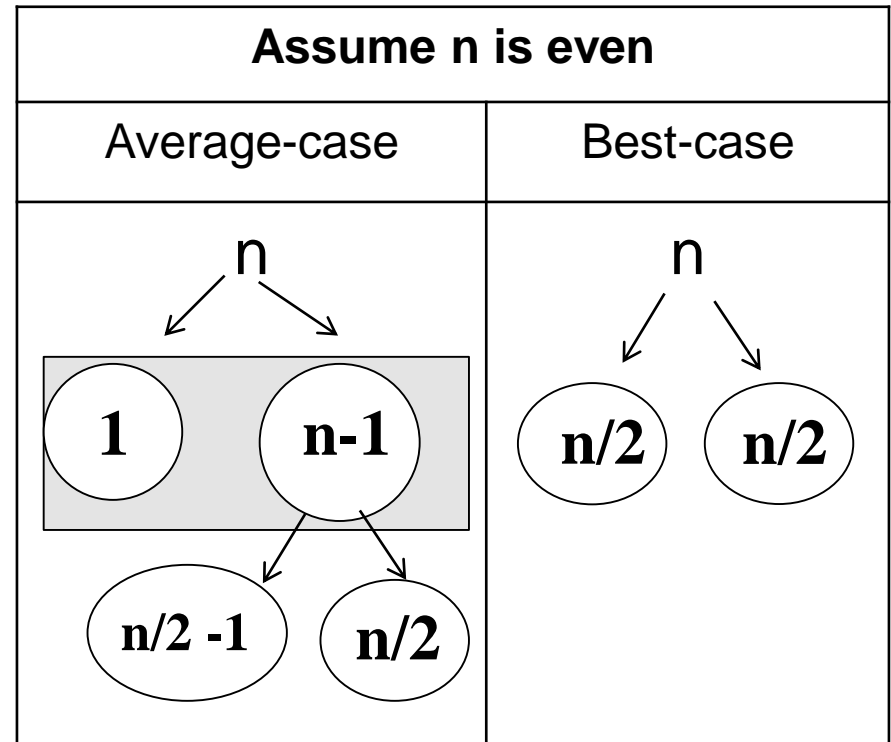 Assume n is even
Average-case Best-case
n n
1 n-1 n/2 n/2
n/2 -1 n/2